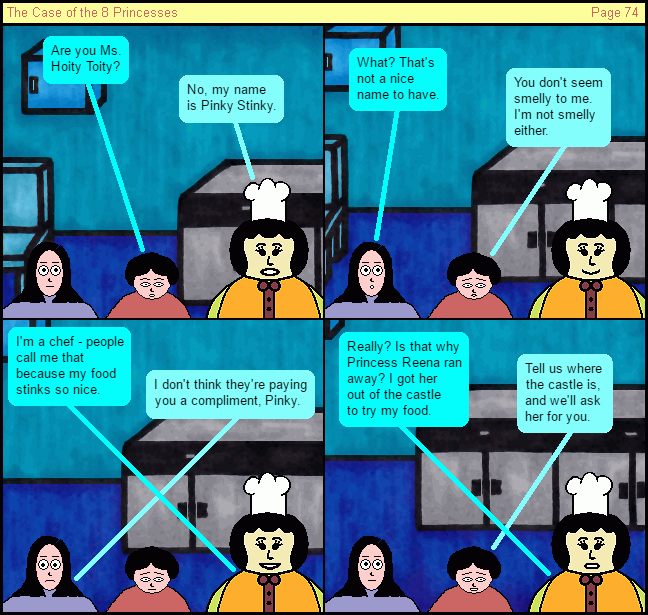 The Case of the 8 Princesses
Page 74
Are you Ms.
Hoity Toity?
No, my name
is Pinky Stinky.
What? That's
not a nice
name to have.
You don't seem
smelly to me.
I'm not smelly
either.
I'm a chef - people
call me that
because my food
stinks so nice.
I don't think they're paying
you a compliment, Pinky.
Really? Is that why
Princess Reena ran
away? I got her
out of the castle
to try my food.
Tell us where
the castle is,
and we'll ask
her for you.